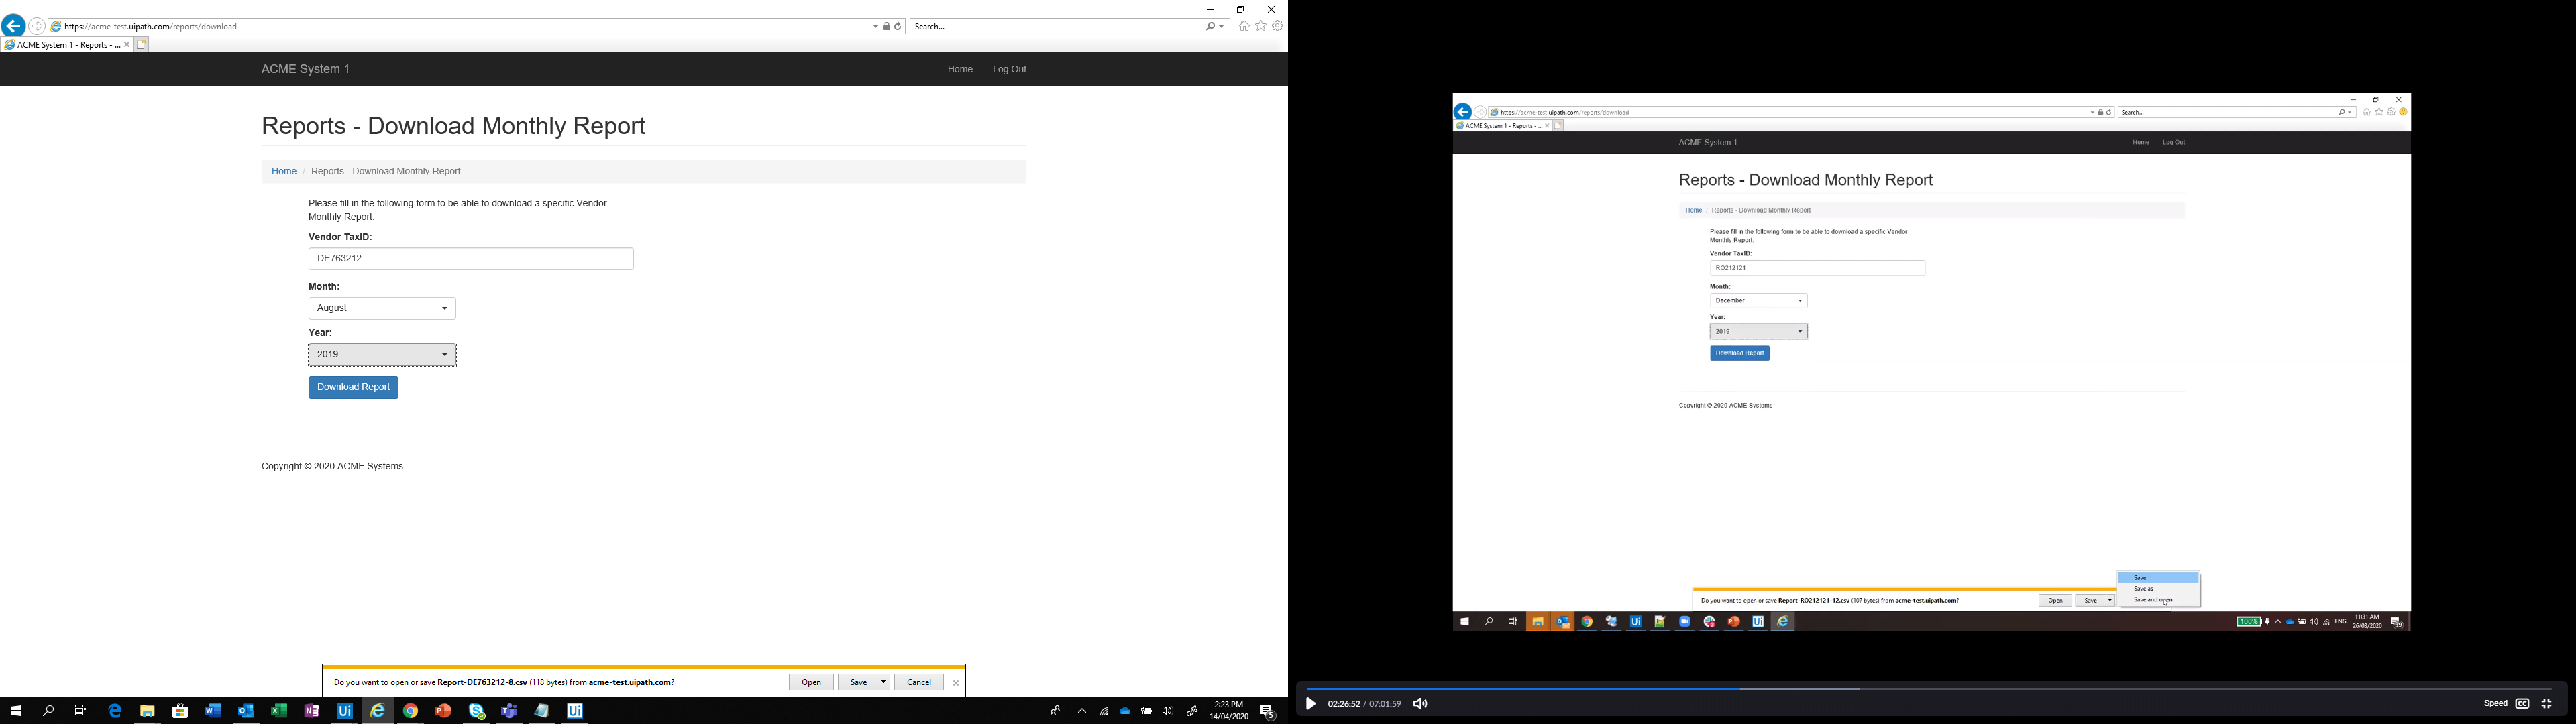 https://acme-test.uipath.com/reports/download
Search...
ACME System 1 - Reports - ...
ACME System 1
Home
Log Out
Reports - Download Monthly Report
Home / Reports - Download Monthly Report
Please fill in the following form to be able to download a specific Vendor
Monthly Report.
Vendor TaxID:
DE763212
Month:
August
Year:
2019
Download Report
Copyright © 2020 ACME Systems
Do you want to open or save Report-DE763212-8.csv (118 bytes) from acme-test.uipath.com?
Open
Save
Cancel
2:23 PM
14/04/2020
5
https://acme-test.uipath.com/reports/download
Search...
ACME System 1 - Reports - ...
ACME System 1
Home
Log Out
Reports - Download Monthly Report
Home / Reports - Download Monthly Report
Please fill in the following form to be able to download a specific Vendor
Monthly Report.
Vendor TaxID:
RO212121
Month:
December
Year:
2019
Download Report
Copyright © 2020 ACME Systems
Save
Save as
Save and open
Do you want to open or save Report-RO212121-12.csv (107 bytes) from acme-test.uipath.com?
Open
Save
100%
ENG
11:31 AM
26/03/2020
02:26:52 / 07:01:59
Speed
CC